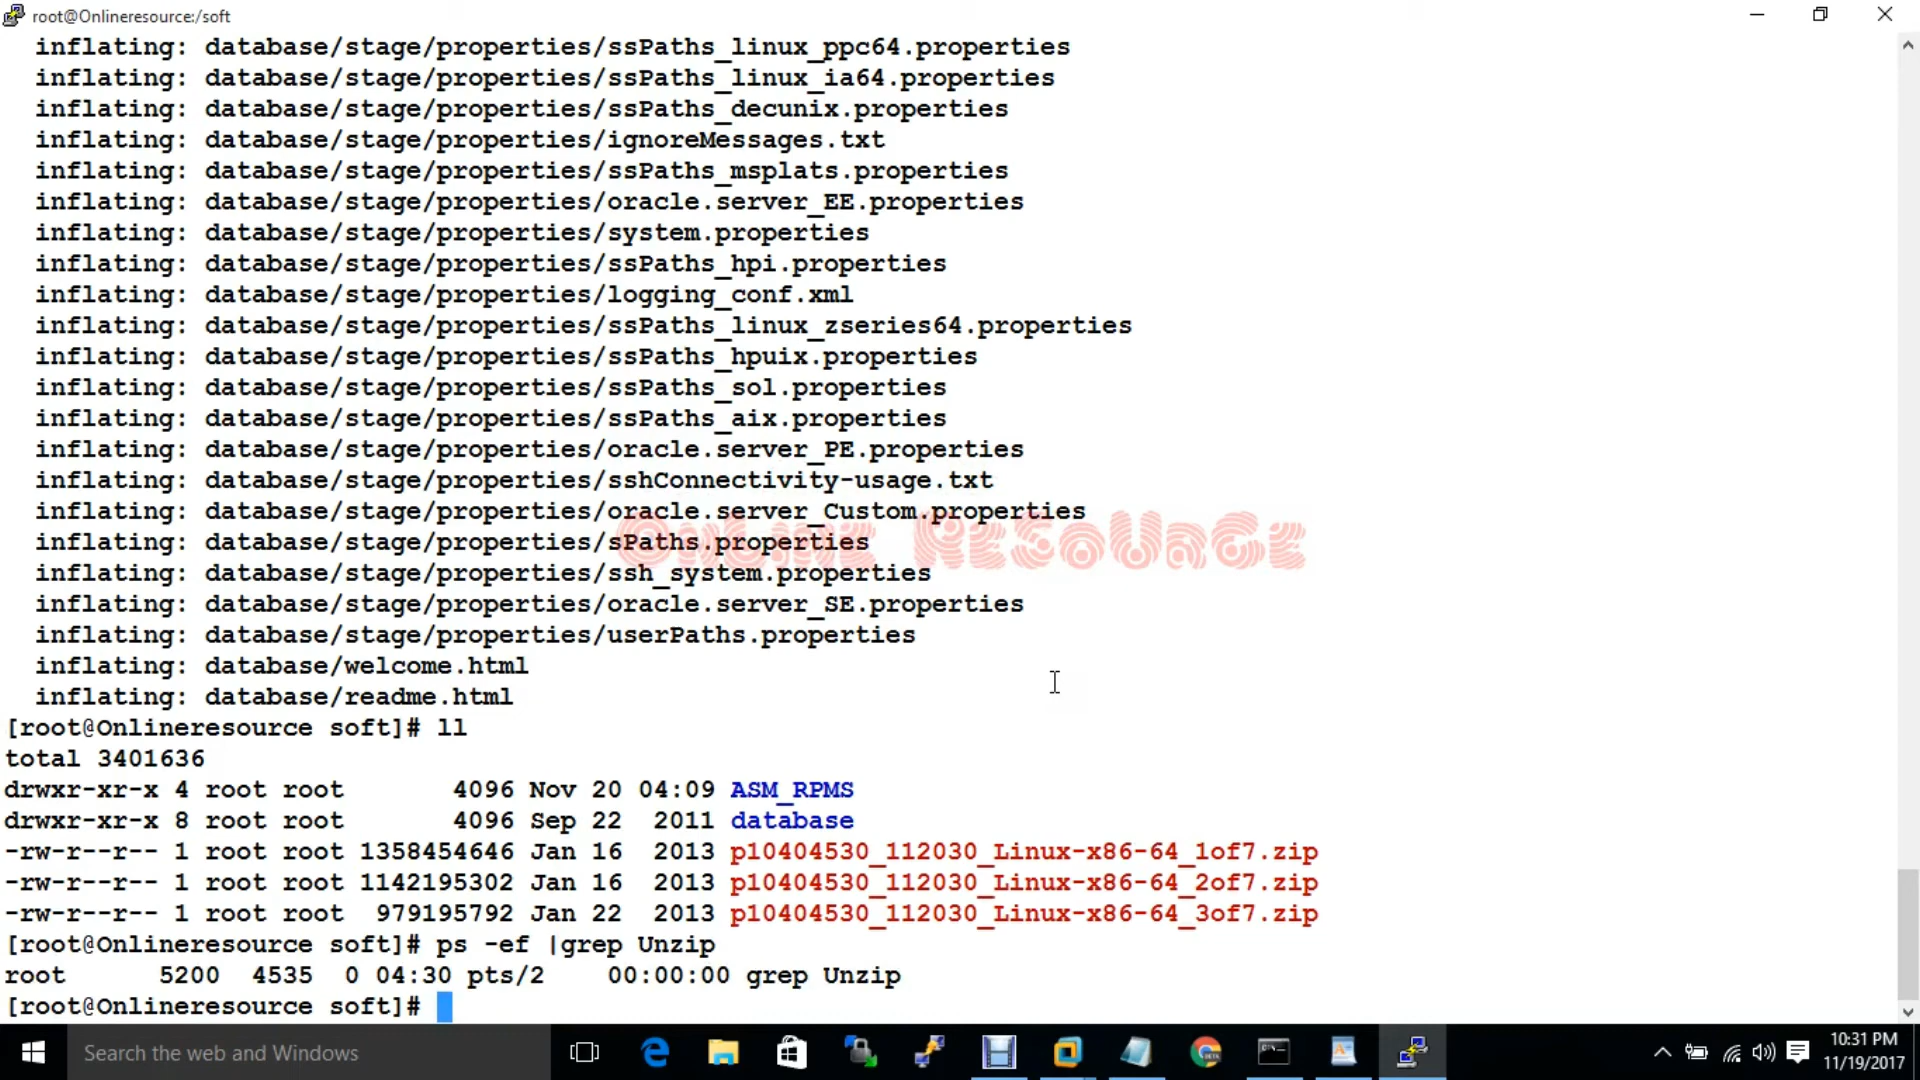 root@Onlineresource:/soft
inflating: database/stage/properties/ssPaths_linux_ppc64.properties
inflating: database/stage/properties/ssPaths_linux_ia64.properties
inflating: database/stage/properties/ssPaths_decunix.properties
inflating: database/stage/properties/ignoreMessages.txt
inflating: database/stage/properties/ssPaths_msplats.properties
inflating: database/stage/properties/oracle.server_EE.properties
inflating: database/stage/properties/system.properties
inflating: database/stage/properties/ssPaths_hpi.properties
inflating: database/stage/properties/logging_conf.xml
inflating: database/stage/properties/ssPaths_linux_zseries64.properties
inflating: database/stage/properties/ssPaths_hpuix.properties
inflating: database/stage/properties/ssPaths_sol.properties
inflating: database/stage/properties/ssPaths_aix.properties
inflating: database/stage/properties/oracle.server_PE.properties
inflating: database/stage/properties/sshConnectivity-usage.txt
inflating: database/stage/properties/oracle.server_Custom.properties
inflating: database/stage/properties/sPaths.properties
OnLinE ReSoUrCe
inflating: database/stage/properties/ssh_system.properties
inflating: database/stage/properties/oracle.server_SE.properties
inflating: database/stage/properties/userPaths.properties
inflating: database/welcome.html
inflating: database/readme.html
[root@Onlineresource soft]# ll
total 3401636
drwxr-xr-x 4 root root 4096 Nov 20 04:09 ASM_RPMS
drwxr-xr-x 8 root root 4096 Sep 22 2011 database
-rw-r--r-- 1 root root 1358454646 Jan 16 2013 p10404530_112030_Linux-x86-64_1of7.zip
-rw-r--r-- 1 root root 1142195302 Jan 16 2013 p10404530_112030_Linux-x86-64_2of7.zip
-rw-r--r-- 1 root root 979195792 Jan 22 2013 p10404530_112030_Linux-x86-64_3of7.zip
[root@Onlineresource soft]# ps -ef |grep Unzip
root 5200 4535 0 04:30 pts/2 00:00:00 grep Unzip
[root@Onlineresource soft]#
Search the web and Windows
10:31 PM
11/19/2017